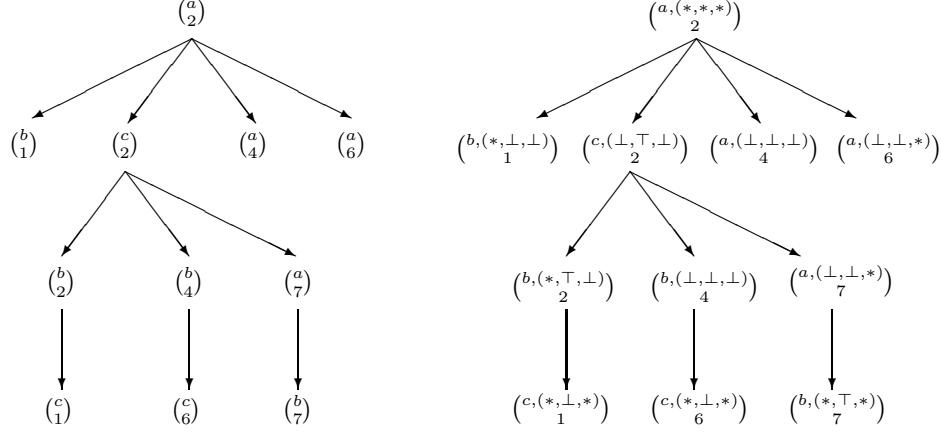 (a 2) (a,(*,*,*) 2)
(b 1) (c 2) (a 4) (a 6) (b,(*,⊥,⊥) 1) (c,(⊥,⊤,⊥) 2) (a,(⊥,⊥,⊥) 4) (a,(⊥,⊥,*) 6)
(b 2) (b 4) (a 7) (b,(*,⊤,⊥) 2) (b,(⊥,⊥,⊥) 4) (a,(⊥,⊥,*) 7)
(c 1) (c 6) (b 7) (c,(*,⊥,*) 1) (c,(*,⊥,*) 6) (b,(*,⊤,*) 7)